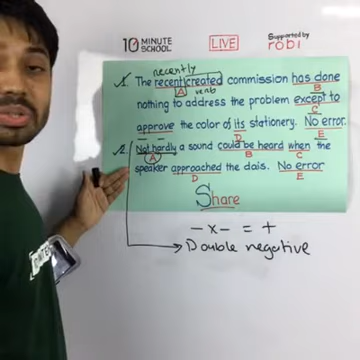 10 MINUTE SCHOOL
LIVE
Supported by
robi
recently
1. The recent created commission has done
A verb B
nothing to address the problem except to
C
approve the color of its stationery. No error.
D E
2. Not hardly a sound could be heard when the
A B C
speaker approached the dais. No error
D E
Share
- x - = +
Double negative